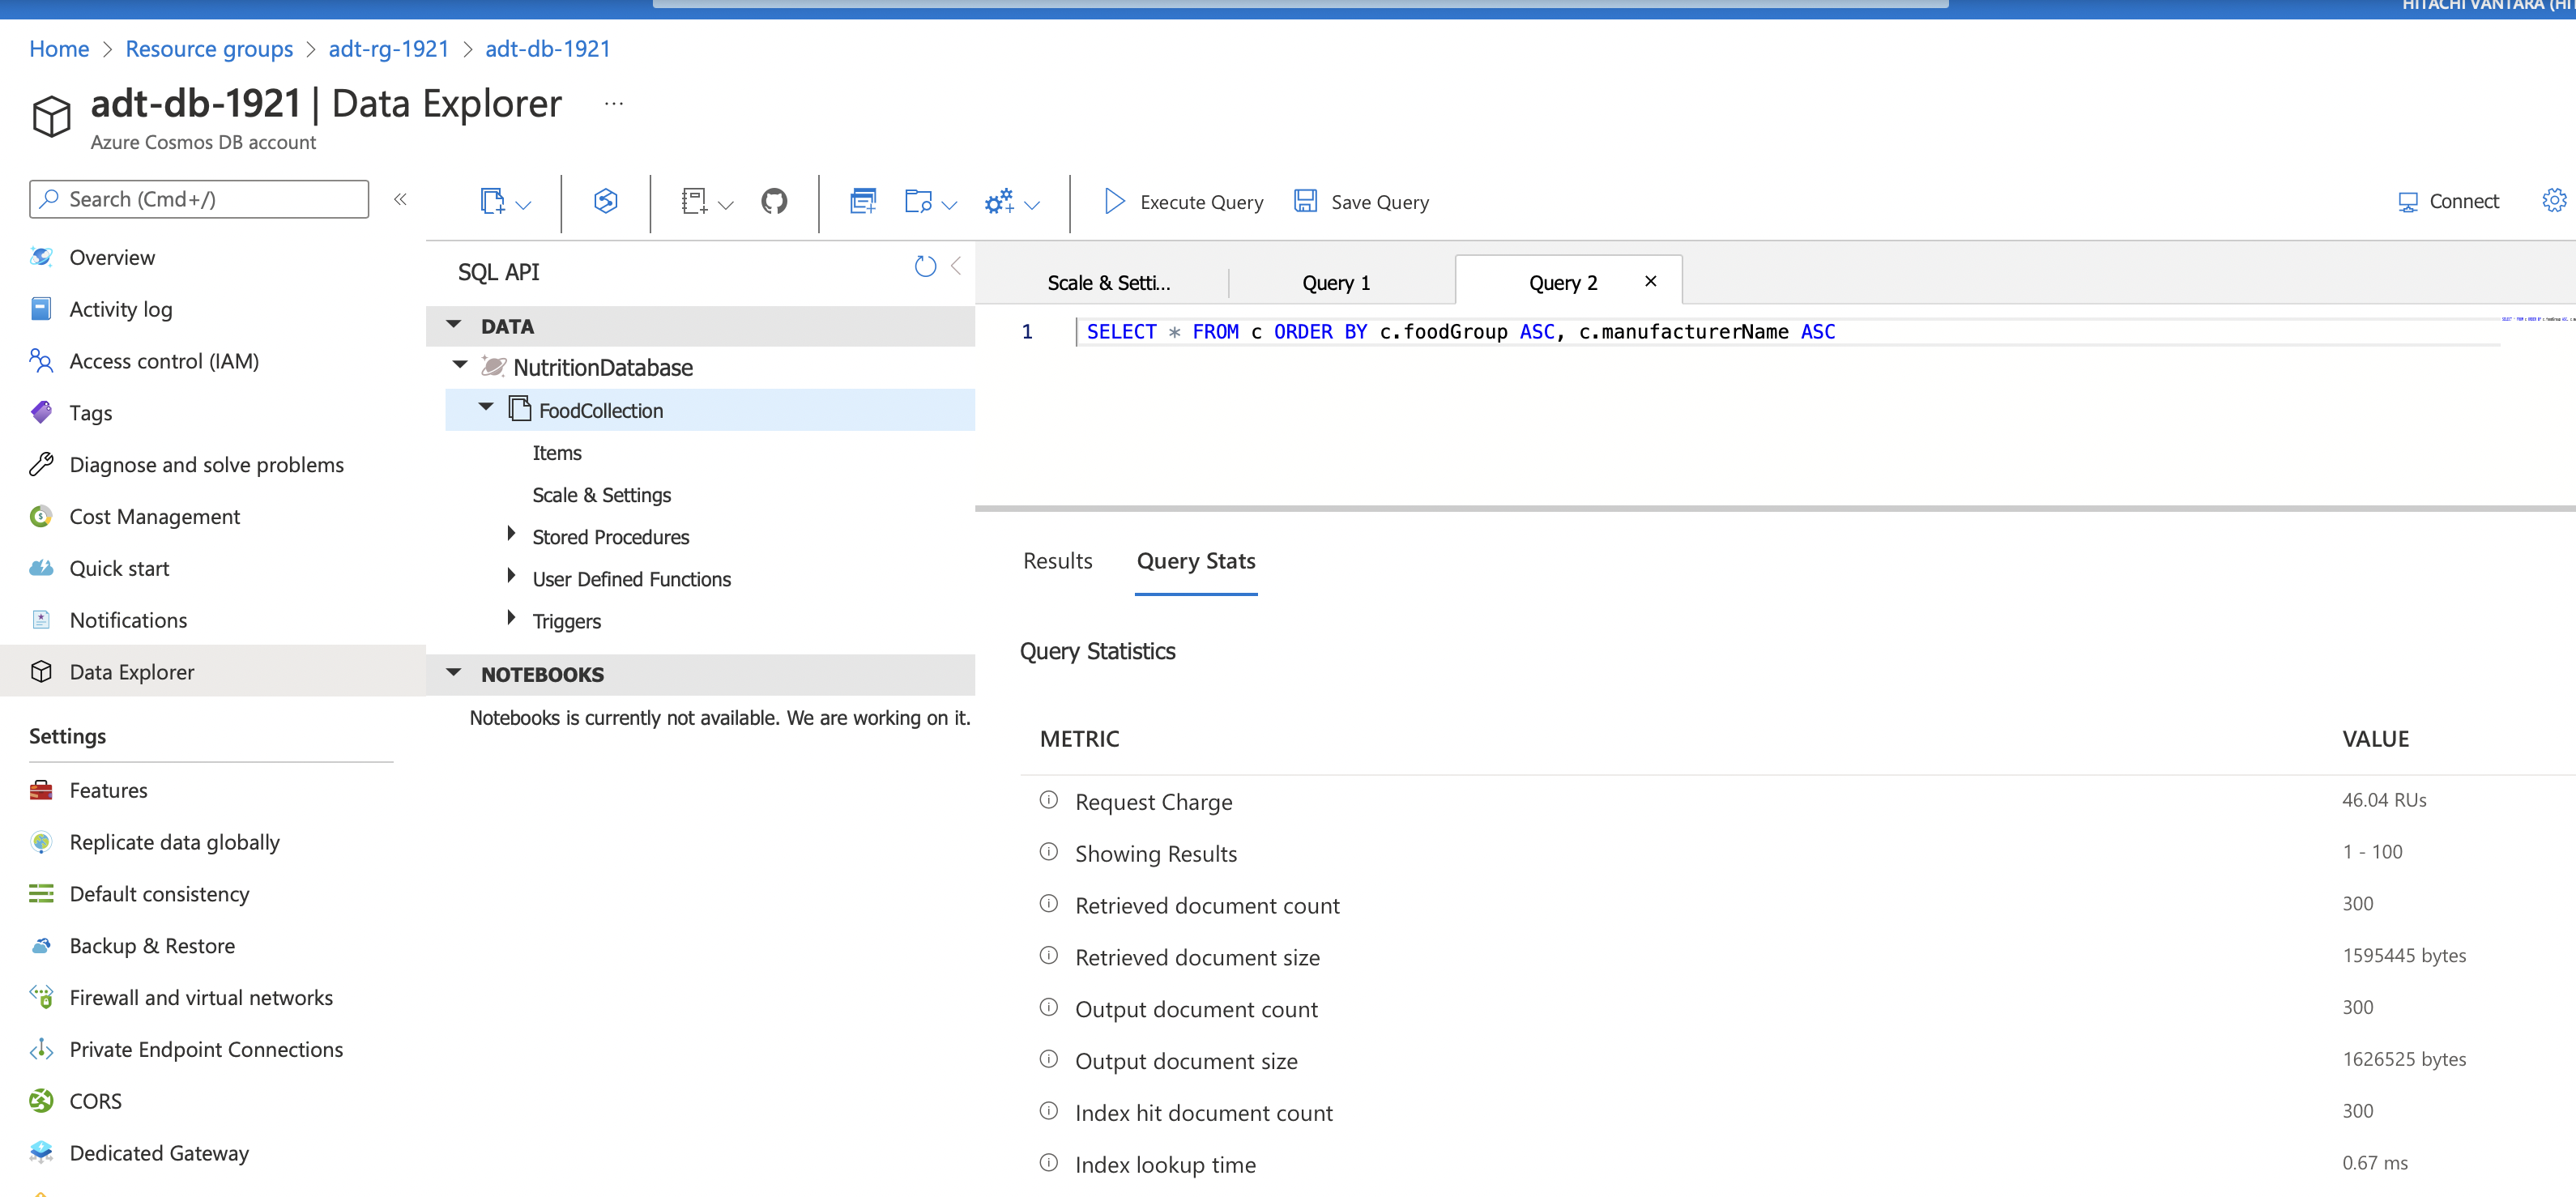 HITACHI VANTARA (HIT
Home > Resource groups > adt-rg-1921 > adt-db-1921
adt-db-1921 | Data Explorer ...
Azure Cosmos DB account
Search (Cmd+/)
«
Overview
Activity log
Access control (IAM)
Tags
Diagnose and solve problems
Cost Management
Quick start
Notifications
Data Explorer
Settings
Features
Replicate data globally
Default consistency
Backup & Restore
Firewall and virtual networks
Private Endpoint Connections
CORS
Dedicated Gateway
Execute Query
Save Query
Connect
SQL API
DATA
NutritionDatabase
FoodCollection
Items
Scale & Settings
Stored Procedures
User Defined Functions
Triggers
NOTEBOOKS
Notebooks is currently not available. We are working on it.
Scale & Setti...
Query 1
Query 2
1 SELECT * FROM c ORDER BY c.foodGroup ASC, c.manufacturerName ASC
Results
Query Stats
Query Statistics
METRIC VALUE
Request Charge 46.04 RUs
Showing Results 1 - 100
Retrieved document count 300
Retrieved document size 1595445 bytes
Output document count 300
Output document size 1626525 bytes
Index hit document count 300
Index lookup time 0.67 ms